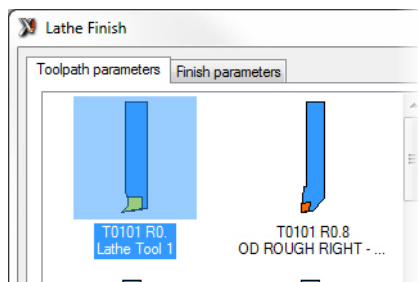 Lathe Finish
Toolpath parameters Finish parameters
T0101 R0. T0101 R0.8
Lathe Tool 1 OD ROUGH RIGHT - ...